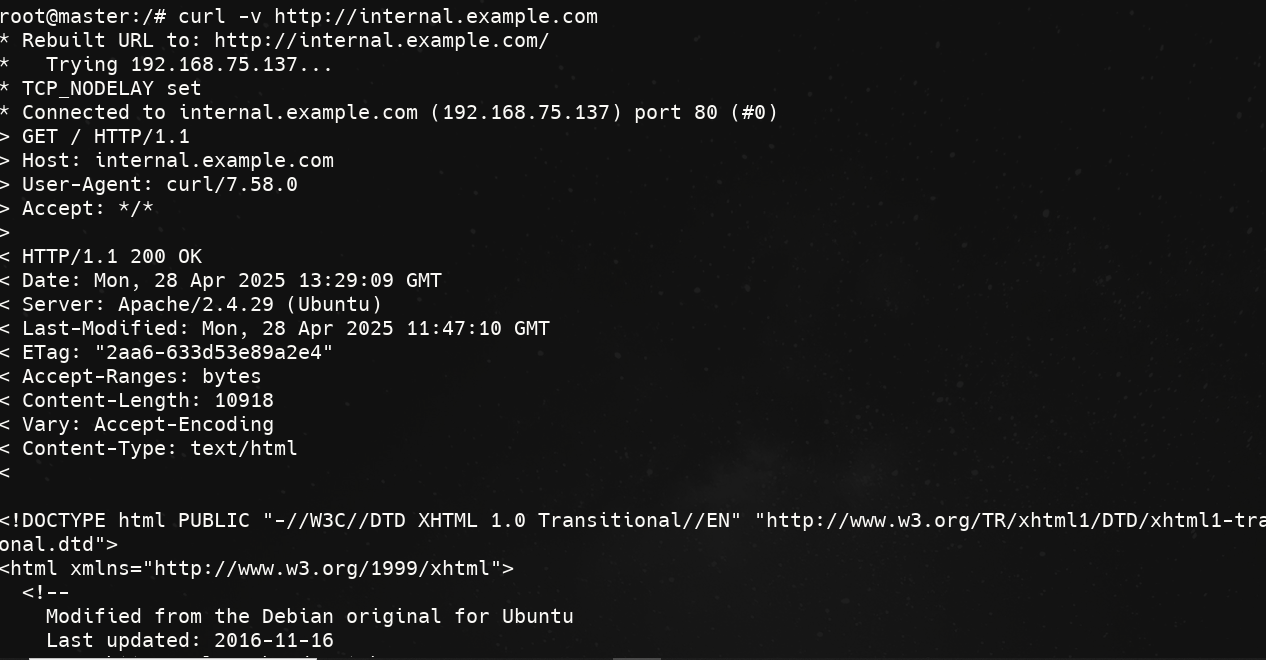 root@master:/# curl -v http://internal.example.com
* Rebuilt URL to: http://internal.example.com/
*   Trying 192.168.75.137...
* TCP_NODELAY set
* Connected to internal.example.com (192.168.75.137) port 80 (#0)
> GET / HTTP/1.1
> Host: internal.example.com
> User-Agent: curl/7.58.0
> Accept: */*
>
< HTTP/1.1 200 OK
< Date: Mon, 28 Apr 2025 13:29:09 GMT
< Server: Apache/2.4.29 (Ubuntu)
< Last-Modified: Mon, 28 Apr 2025 11:47:10 GMT
< ETag: "2aa6-633d53e89a2e4"
< Accept-Ranges: bytes
< Content-Length: 10918
< Vary: Accept-Encoding
< Content-Type: text/html
<
<!DOCTYPE html PUBLIC "-//W3C//DTD XHTML 1.0 Transitional//EN" "http://www.w3.org/TR/xhtml1/DTD/xhtml1-tra
onal.dtd">
<html xmlns="http://www.w3.org/1999/xhtml">
  <!--
    Modified from the Debian original for Ubuntu
    Last updated: 2016-11-16